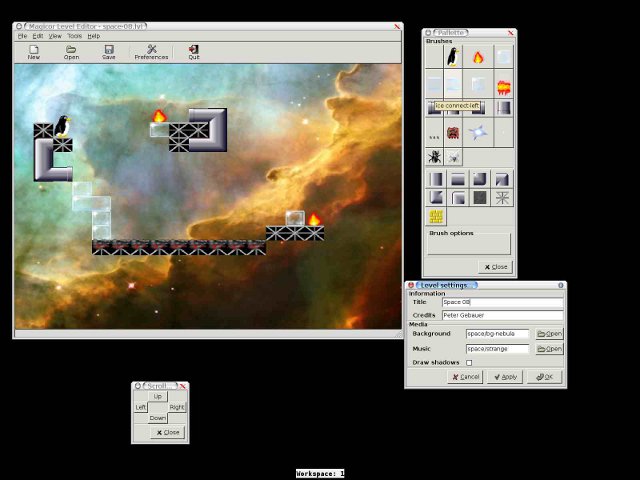 Magicor Level Editor - space-08.lvl
File Edit View Tools Help
New Open Save Preferences Quit
Pallette
Brushes
Ice connect left
Brush options
Close
Level settings...
Information
Title Space 08
Credits Peter Gebauer
Media
Background space/bg-nebula Open
Music space/strange Open
Draw shadows
Cancel Apply OK
Scroll...
Up
Left Right
Down
Close
Workspace: 1